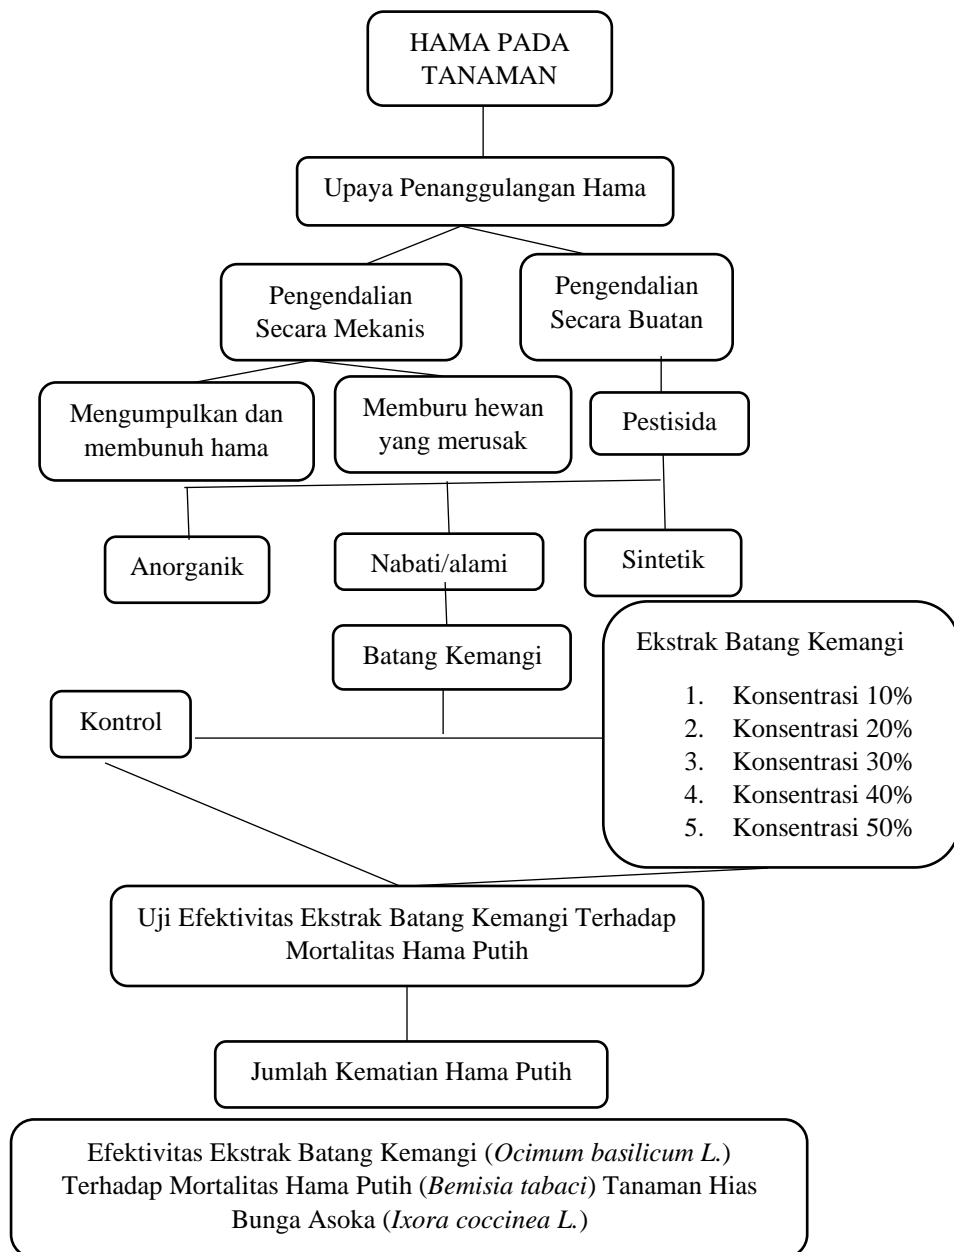 HAMA PADA
TANAMAN
Upaya Penanggulangan Hama
Pengendalian
Secara Mekanis
Pengendalian
Secara Buatan
Mengumpulkan dan
membunuh hama
Memburu hewan
yang merusak
Pestisida
Anorganik
Nabati/alami
Sintetik
Batang Kemangi
Kontrol
Ekstrak Batang Kemangi
1. Konsentrasi 10%
2. Konsentrasi 20%
3. Konsentrasi 30%
4. Konsentrasi 40%
5. Konsentrasi 50%
Uji Efektivitas Ekstrak Batang Kemangi Terhadap
Mortalitas Hama Putih
Jumlah Kematian Hama Putih
Efektivitas Ekstrak Batang Kemangi (Ocimum basilicum L.)
Terhadap Mortalitas Hama Putih (Bemisia tabaci) Tanaman Hias
Bunga Asoka (Ixora coccinea L.)